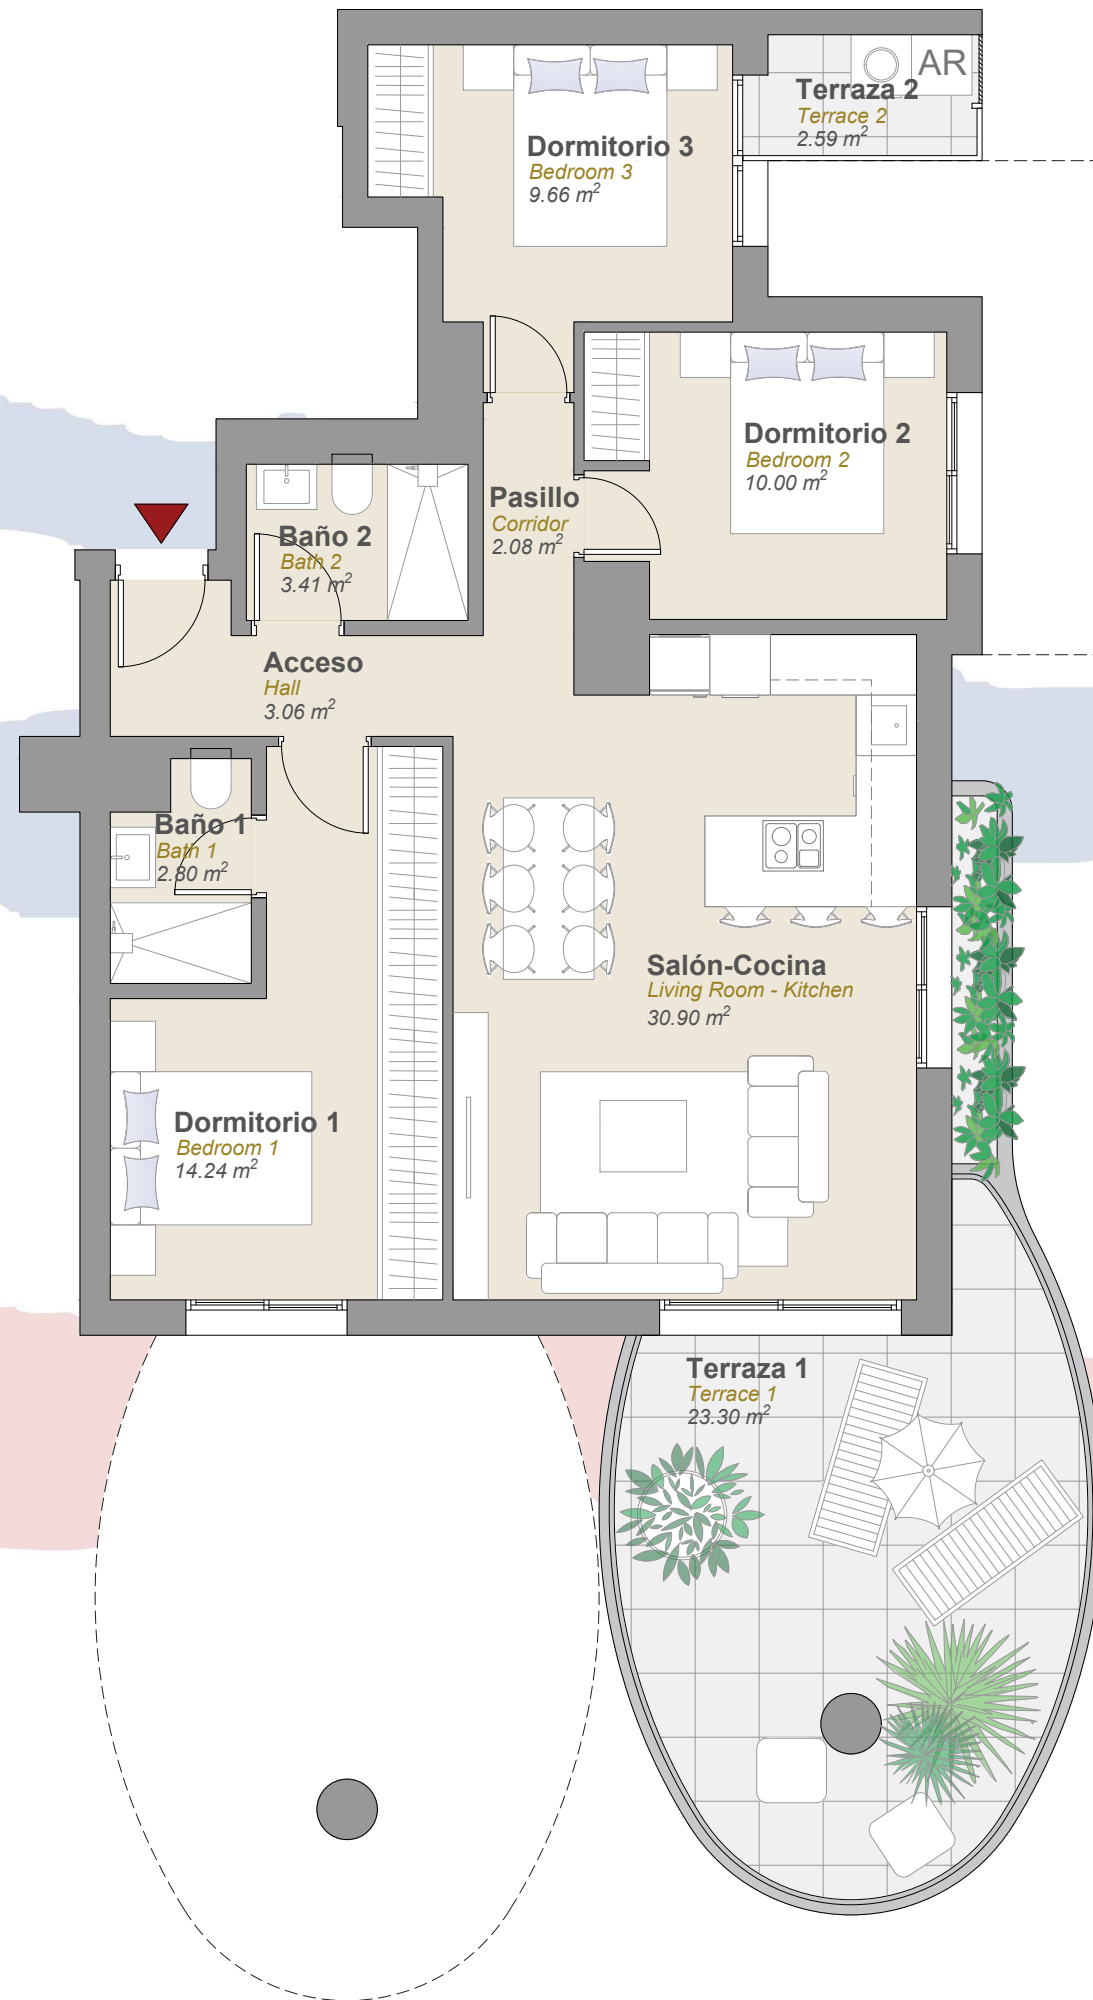 AR
Terraza 2
Terrace 2
2.59 m²
Dormitorio 3
Bedroom 3
9.66 m²
Dormitorio 2
Bedroom 2
10.00 m²
Pasillo
Corridor
2.08 m²
Baño 2
Bath 2
3.41 m²
Acceso
Hall
3.06 m²
Baño 1
Bath 1
2.80 m²
Salón-Cocina
Living Room - Kitchen
30.90 m²
Dormitorio 1
Bedroom 1
14.24 m²
Terraza 1
Terrace 1
23.30 m²